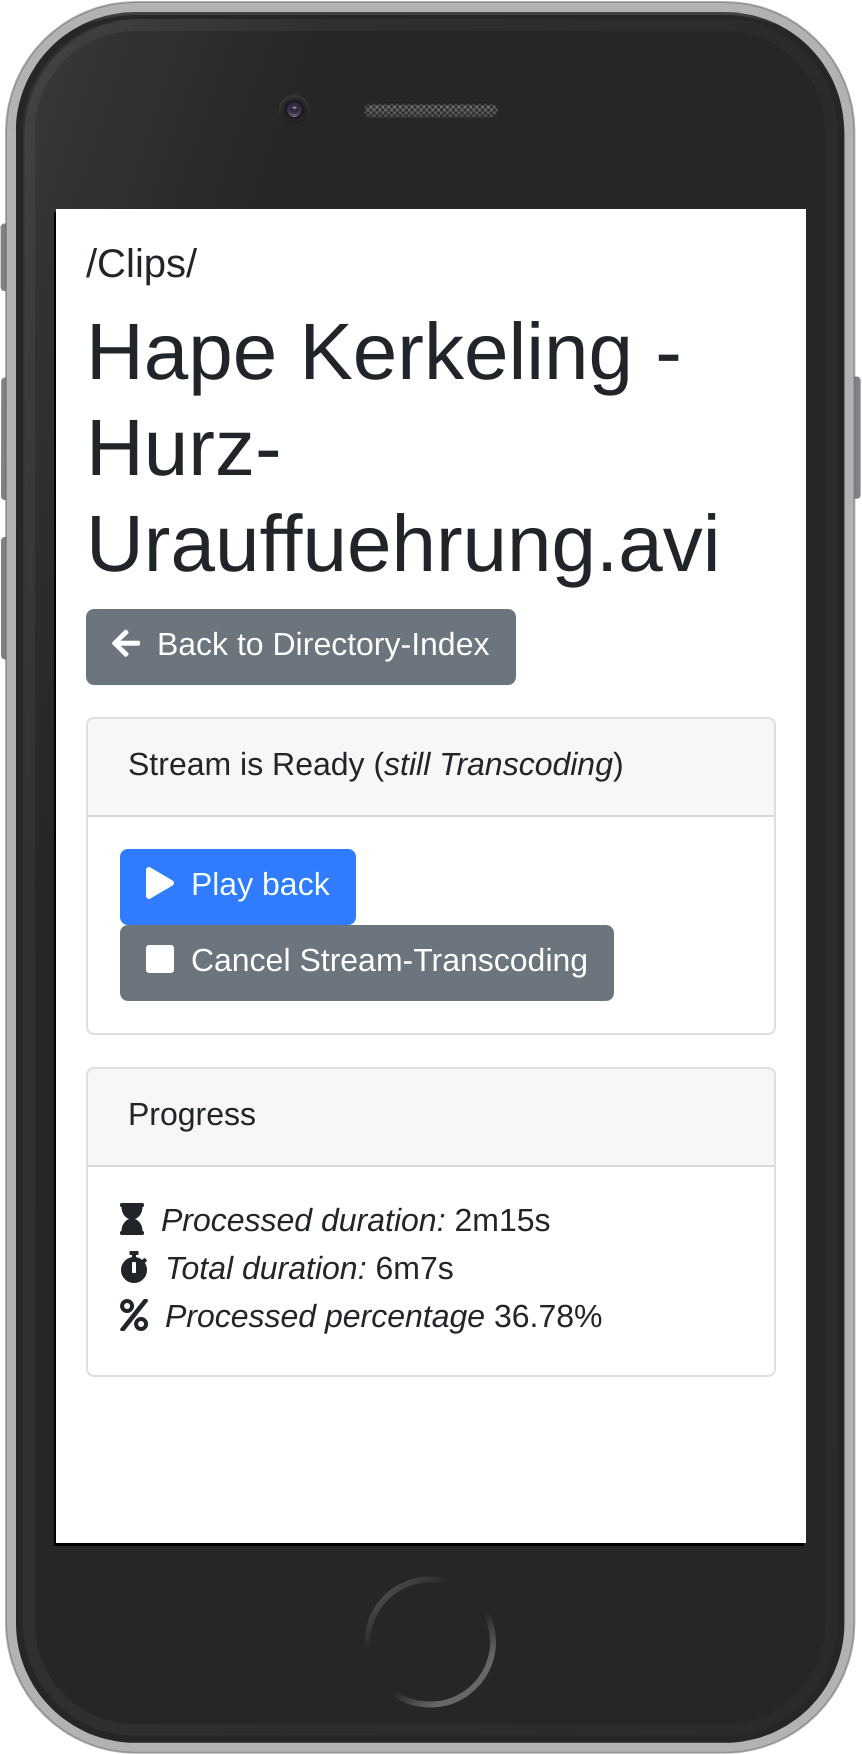 /Clips/
Hape Kerkeling -
Hurz-
Urauffuehrung.avi
Back to Directory-Index
Stream is Ready (still Transcoding)
Play back
Cancel Stream-Transcoding
Progress
Processed duration: 2m15s
Total duration: 6m7s
Processed percentage 36.78%